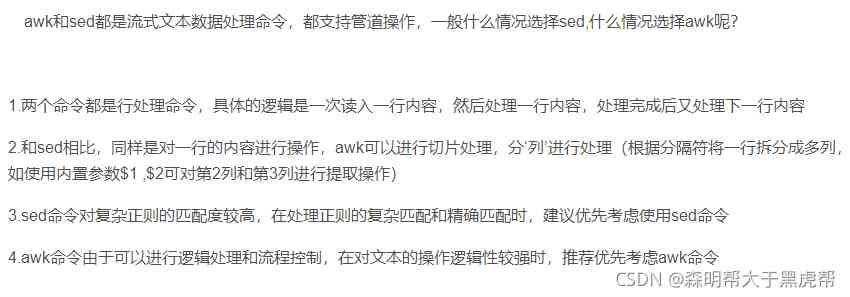 awk和sed都是流式文本数据处理命令，都支持管道操作，一般什么情况选择sed,什么情况选择awk呢?
1.两个命令都是行处理命令，具体的逻辑是一次读入一行内容，然后处理一行内容，处理完成后又处理下一行内容
2.和sed相比，同样是对一行的内容进行操作，awk可以进行切片处理，分‘列’进行处理（根据分隔符将一行拆分成多列，
如使用内置参数$1 ,$2可对第2列和第3列进行提取操作）
3.sed命令对复杂正则的匹配度较高，在处理正则的复杂匹配和精确匹配时，建议优先考虑使用sed命令
4.awk命令由于可以进行逻辑处理和流程控制，在对文本的操作逻辑性较强时，推荐优先考虑awk命令
CSDN @森明帮大于黑虎帮